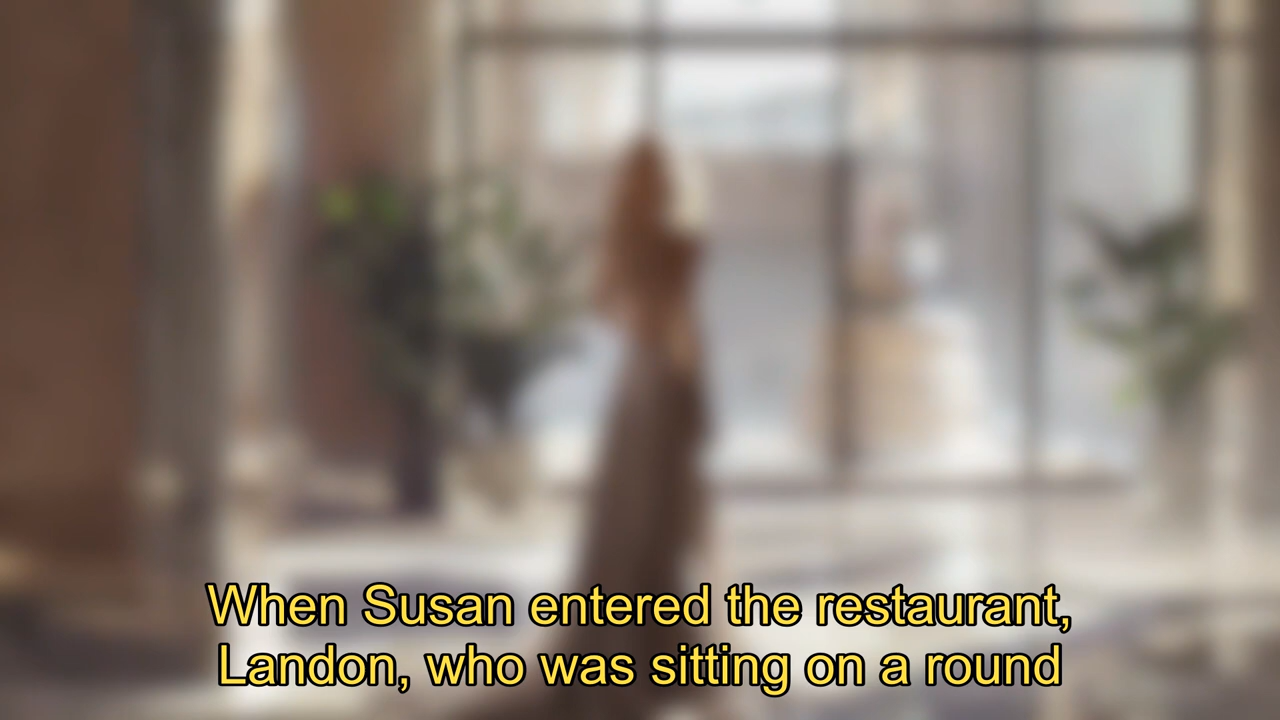 When Susan entered the restaurant,
Landon, who was sitting on a round